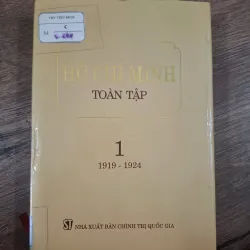 HỒ CHÍ MINH
TOÀN TẬP
1
1919 - 1924
NHÀ XUẤT BẢN CHÍNH TRỊ QUỐC GIA